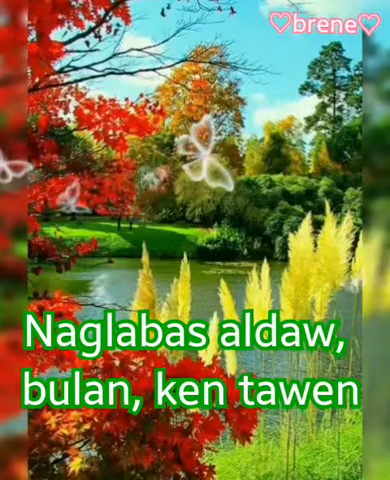 ♡brene♡
Naglabas aldaw,
bulan, ken tawen